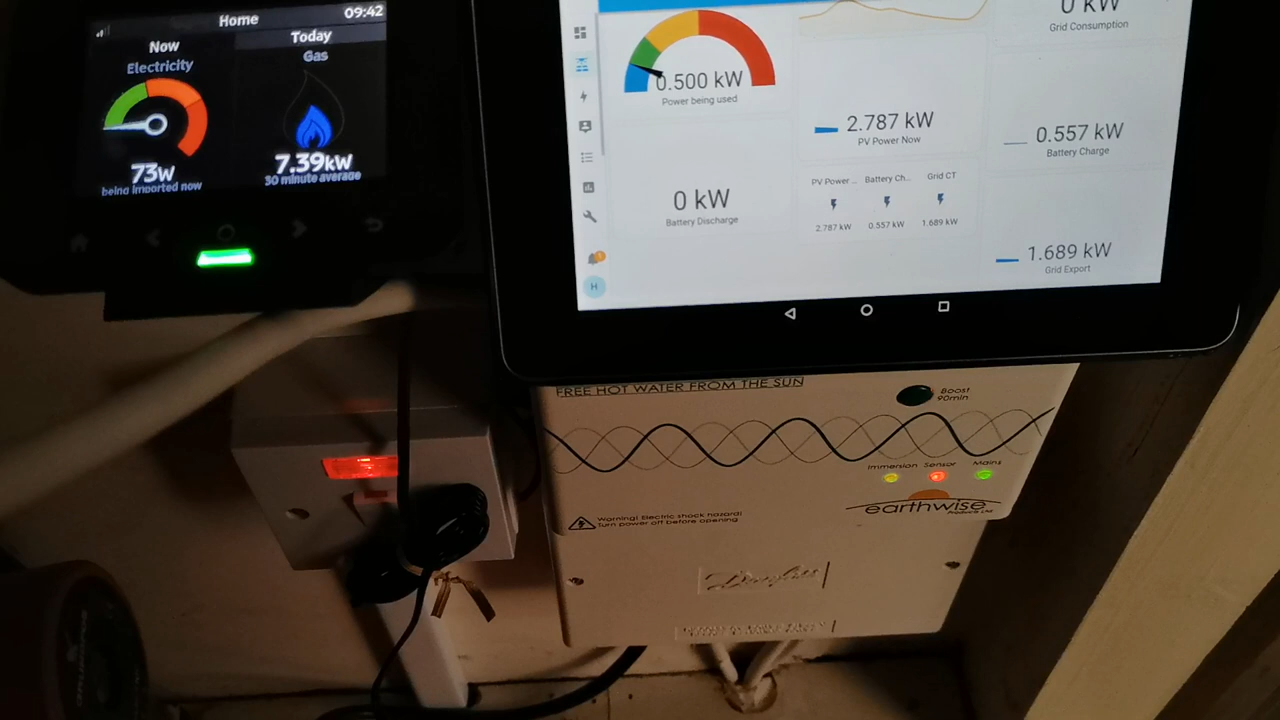 Home
09:42
Now
Electricity
73W
being imported now
Today
Gas
7.39kW
30 minute average
0.500 kW
Power being used
0 kW
Battery Discharge
2.787 kW
PV Power Now
PV Power ...
Battery Ch...
Grid CT
2.787 kW
0.557 kW
1.689 kW
0 kW
Grid Consumption
0.557 kW
Battery Charge
1.689 kW
Grid Export
H
FREE HOT WATER FROM THE SUN
Boost
90min
Immersion
Sensor
Mains
earthwise
Products Ltd
Warning! Electric shock hazard!
Turn power off before opening
Danfoss